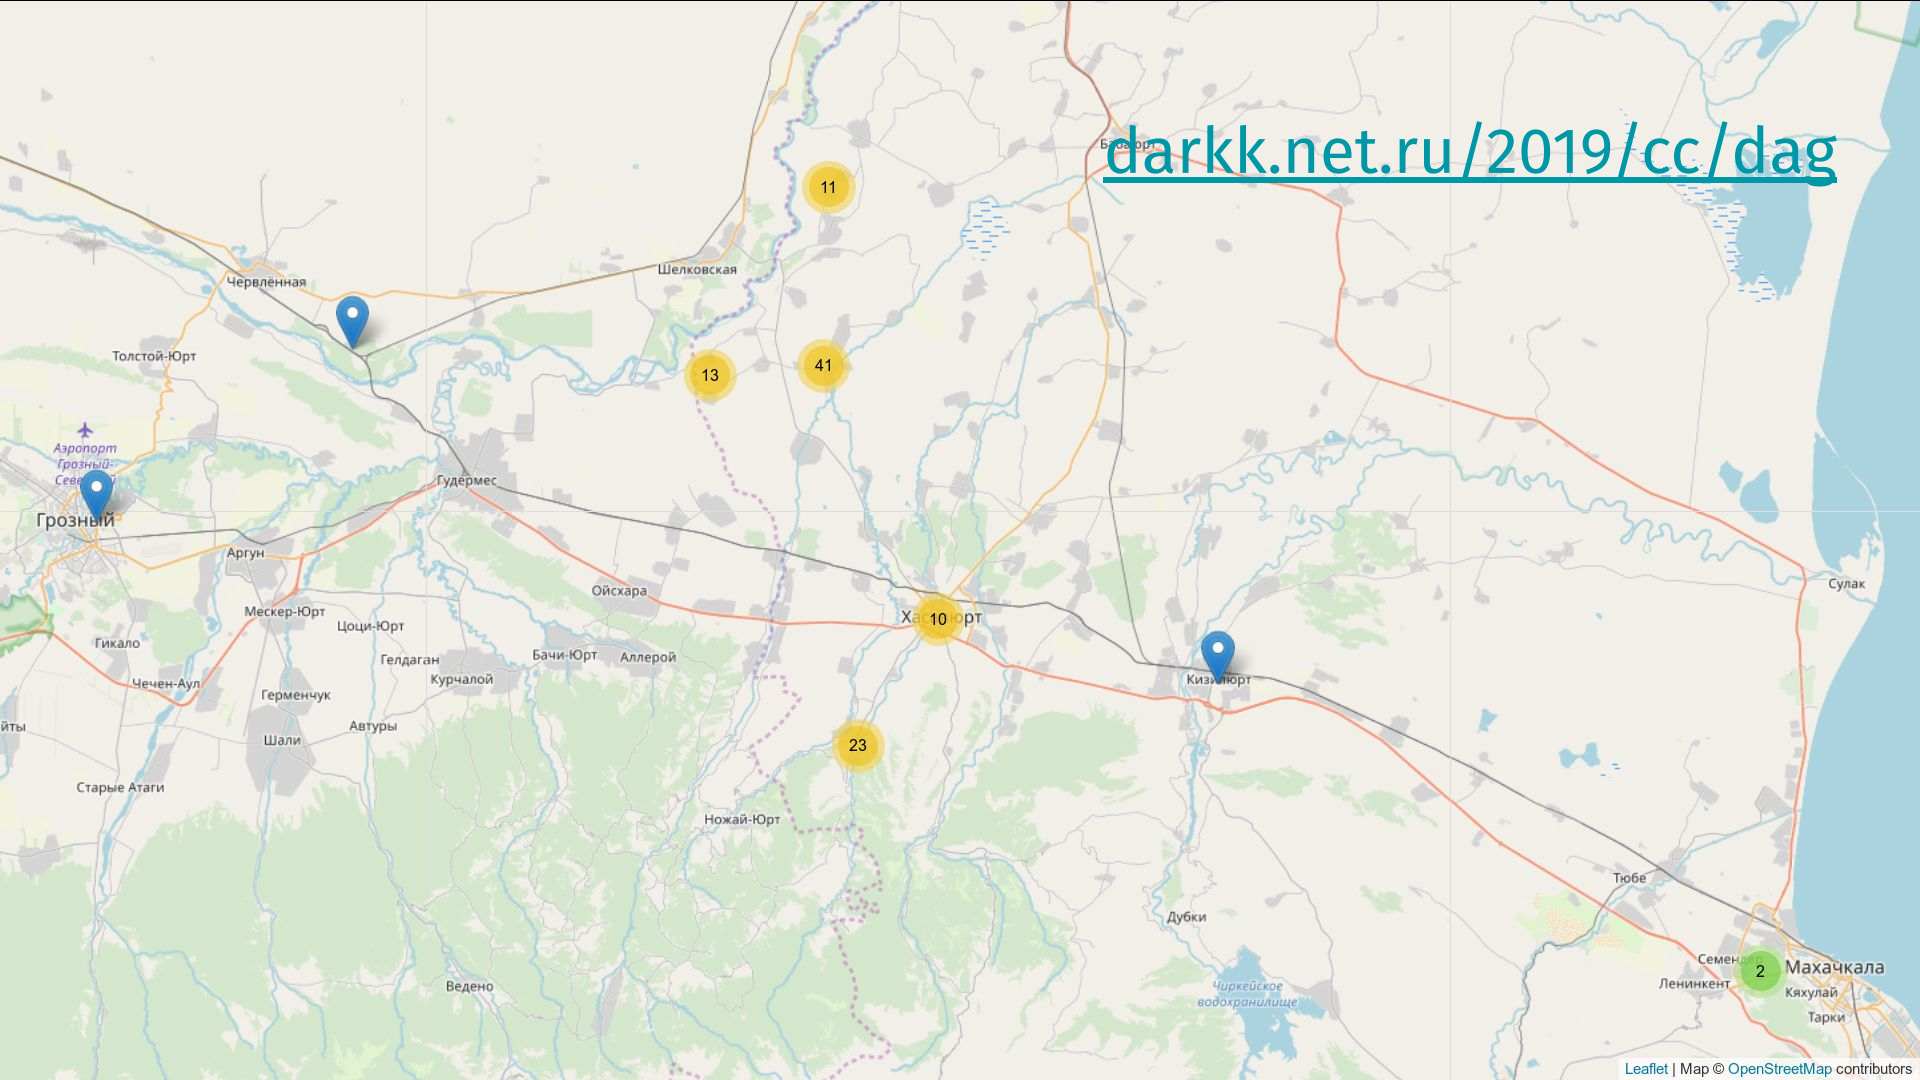 darkk.net.ru/2019/cc/dag
11
Шелковская
Червлённая
Толстой-Юрт
13
41
Аэропорт
Грозный-
Гудермес
Грозный
Аргун
Ойсхара
Мескер-Юрт
Цоци-Юрт
Гикало
Гелдаган
Бачи-Юрт
Аллерой
Курчалой
Чечен-Аул
Герменчук
Автуры
Шали
Старые Атаги
10
Кизилюрт
23
Ножай-Юрт
Сулак
Тюбе
Дубки
Ведено
Чиркейское
водохранилище
Семендер
2
Махачкала
Ленинкент
Кяхулай
Тарки
Leaflet | Map © OpenStreetMap contributors